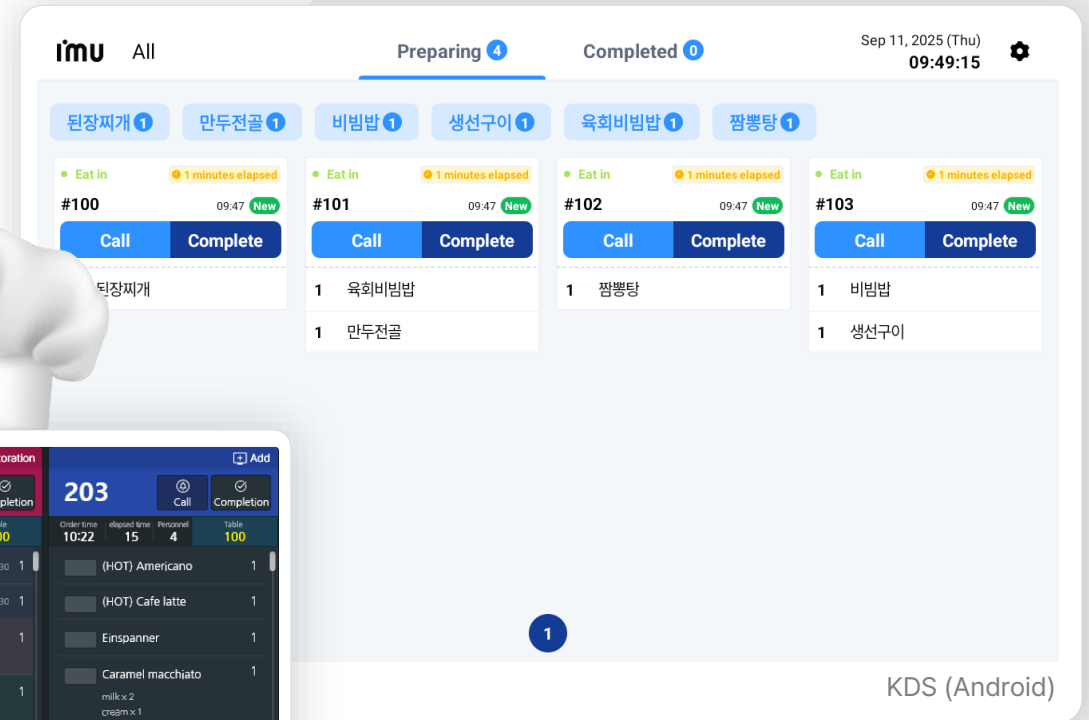 imu All Preparing 4 Completed 0 Sep 11, 2025 (Thu)
09:49:15
된장찌개 1 만두전골 1 비빔밥 1 생선구이 1 육회비빔밥 1 짬뽕탕 1
Eat in 1 minutes elapsed
#100 09:47 New
Call Complete
된장찌개
Eat in 1 minutes elapsed
#101 09:47 New
Call Complete
1 육회비빔밥
1 만두전골
Eat in 1 minutes elapsed
#102 09:47 New
Call Complete
1 짬뽕탕
Eat in 1 minutes elapsed
#103 09:47 New
Call Complete
1 비빔밥
1 생선구이
1
KDS (Android)
30 1
30 1
1
1
Add
203 Call Completion
Order time elapsed time Personnel Table
10:22 15 4 100
(HOT) Americano 1
(HOT) Cafe latte 1
Einspanner 1
Caramel macchiato 1
milk x 2
cream x 1